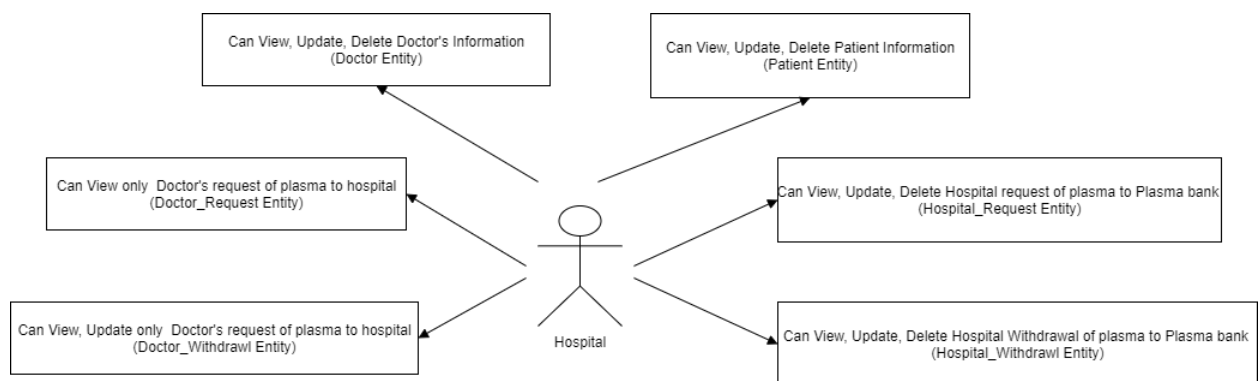 Can View, Update, Delete Doctor's Information
(Doctor Entity)
Can View, Update, Delete Patient Information
(Patient Entity)
Can View only Doctor's request of plasma to hospital
(Doctor_Request Entity)
Can View, Update, Delete Hospital request of plasma to Plasma bank
(Hospital_Request Entity)
Can View, Update only Doctor's request of plasma to hospital
(Doctor_Withdrawl Entity)
Can View, Update, Delete Hospital Withdrawal of plasma to Plasma bank
(Hospital_Withdrawl Entity)
Hospital